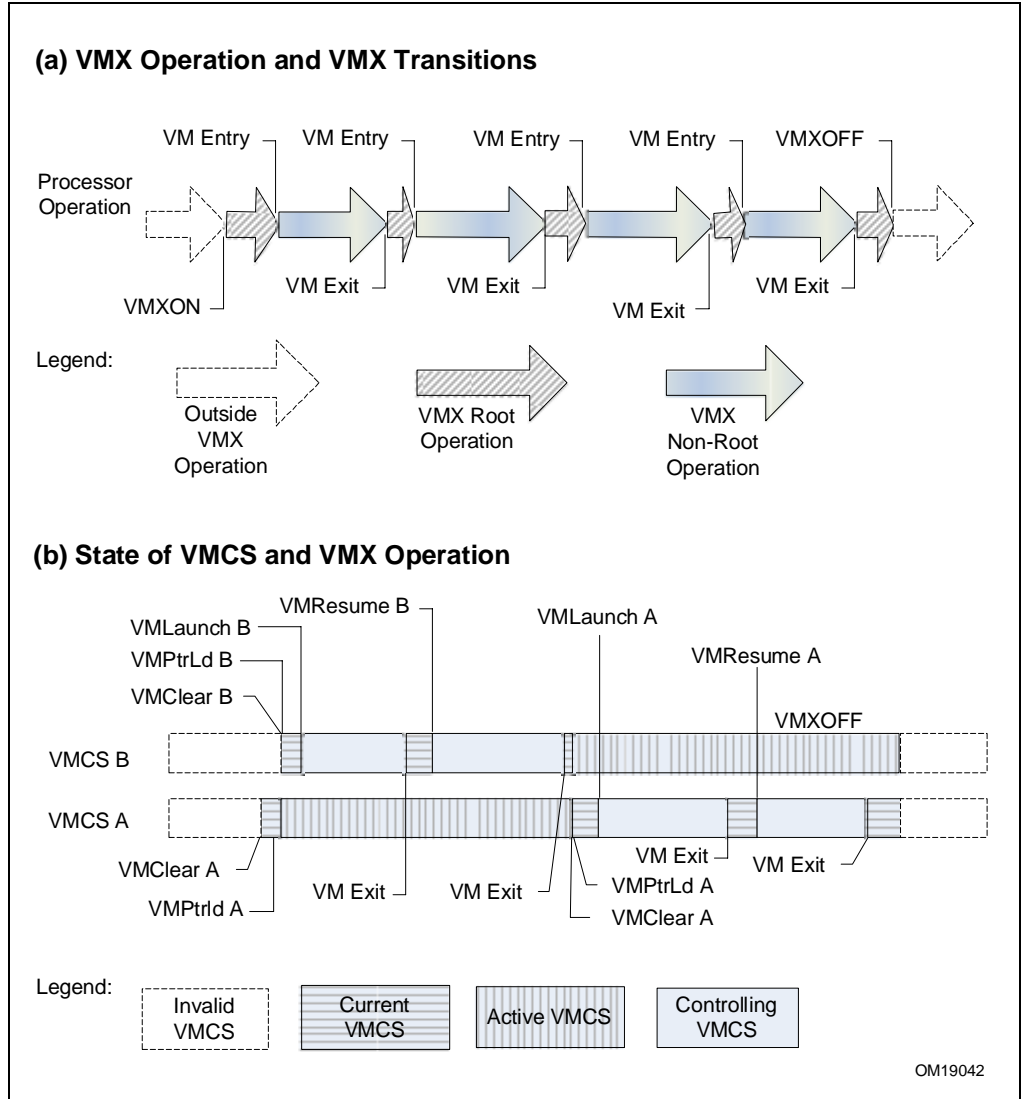 (a) VMX Operation and VMX Transitions
VM Entry
VM Entry
VM Entry
VM Entry
VMXOFF
Processor
Operation
VM Exit
VM Exit
VM Exit
VM Exit
VMXON
Legend:
Outside
VMX
Operation
VMX Root
Operation
VMX
Non-Root
Operation
(b) State of VMCS and VMX Operation
VMResume B
VMLaunch A
VMLaunch B
VMPtrLd B
VMResume A
VMClear B
VMXOFF
VMCS B
VMCS A
VMClear A
VMPtrld A
VM Exit
VM Exit
VM Exit
VM Exit
VMPtrLd A
VMClear A
Legend:
Invalid
VMCS
Current
VMCS
Active VMCS
Controlling
VMCS
OM19042